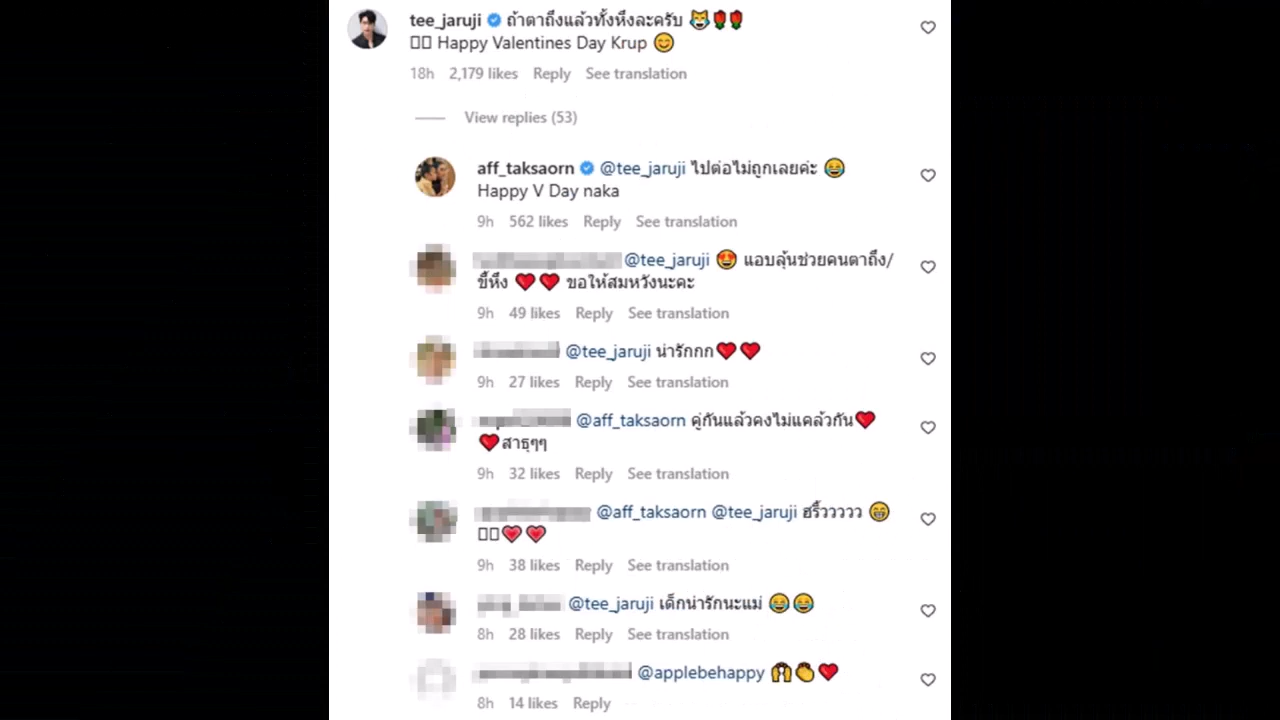 tee_jaruji ถ้าตาถึงแล้วทั้งหึงละครับ 😹🌹🌹
Happy Valentines Day Krup 😊
18h 2,179 likes Reply See translation
View replies (53)
aff_taksaorn @tee_jaruji ไปต่อไม่ถูกเลยค่ะ 😂
Happy V Day naka
9h 562 likes Reply See translation
@tee_jaruji 😍 แอบลุ้นช่วยคนตาถึง/
ขี้หึง ❤️❤️ ขอให้สมหวังนะคะ
9h 49 likes Reply See translation
@tee_jaruji น่ารักกก❤️❤️
9h 27 likes Reply See translation
@aff_taksaorn คู่กันแล้วคงไม่แคล้วกัน❤️
❤️สาธุๆๆ
9h 32 likes Reply See translation
@aff_taksaorn @tee_jaruji ฮริ้ววววว 😁
💗💗
9h 38 likes Reply See translation
@tee_jaruji เด็กน่ารักนะแม่ 😂😂
8h 28 likes Reply See translation
@applebehappy 🙌👏❤️
8h 14 likes Reply